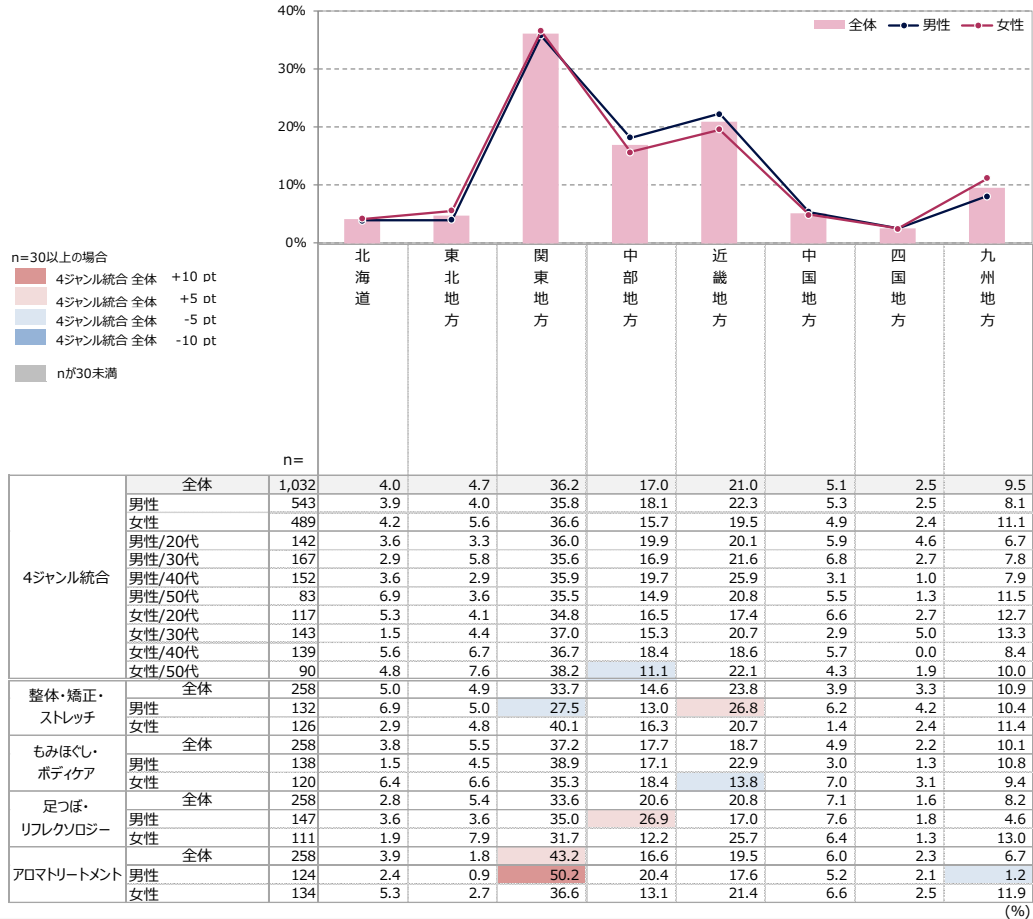 40%
全体 男性 女性
30%
20%
10%
0%
北海道 東北地方 関東地方 中部地方 近畿地方 中国地方 四国地方 九州地方
n=30以上の場合
4ジャンル統合 全体 +10 pt
4ジャンル統合 全体 +5 pt
4ジャンル統合 全体 -5 pt
4ジャンル統合 全体 -10 pt
nが30未満
n=
4ジャンル統合
全体 1,032 4.0 4.7 36.2 17.0 21.0 5.1 2.5 9.5
男性 543 3.9 4.0 35.8 18.1 22.3 5.3 2.5 8.1
女性 489 4.2 5.6 36.6 15.7 19.5 4.9 2.4 11.1
男性/20代 142 3.6 3.3 36.0 19.9 20.1 5.9 4.6 6.7
男性/30代 167 2.9 5.8 35.6 16.9 21.6 6.8 2.7 7.8
男性/40代 152 3.6 2.9 35.9 19.7 25.9 3.1 1.0 7.9
男性/50代 83 6.9 3.6 35.5 14.9 20.8 5.5 1.3 11.5
女性/20代 117 5.3 4.1 34.8 16.5 17.4 6.6 2.7 12.7
女性/30代 143 1.5 4.4 37.0 15.3 20.7 2.9 5.0 13.3
女性/40代 139 5.6 6.7 36.7 18.4 18.6 5.7 0.0 8.4
女性/50代 90 4.8 7.6 38.2 11.1 22.1 4.3 1.9 10.0
整体・矯正・
ストレッチ
全体 258 5.0 4.9 33.7 14.6 23.8 3.9 3.3 10.9
男性 132 6.9 5.0 27.5 13.0 26.8 6.2 4.2 10.4
女性 126 2.9 4.8 40.1 16.3 20.7 1.4 2.4 11.4
もみほぐし・
ボディケア
全体 258 3.8 5.5 37.2 17.7 18.7 4.9 2.2 10.1
男性 138 1.5 4.5 38.9 17.1 22.9 3.0 1.3 10.8
女性 120 6.4 6.6 35.3 18.4 13.8 7.0 3.1 9.4
足つぼ・
リフレクソロジー
全体 258 2.8 5.4 33.6 20.6 20.8 7.1 1.6 8.2
男性 147 3.6 3.6 35.0 26.9 17.0 7.6 1.8 4.6
女性 111 1.9 7.9 31.7 12.2 25.7 6.4 1.3 13.0
アロマトリートメント
全体 258 3.9 1.8 43.2 16.6 19.5 6.0 2.3 6.7
男性 124 2.4 0.9 50.2 20.4 17.6 5.2 2.1 1.2
女性 134 5.3 2.7 36.6 13.1 21.4 6.6 2.5 11.9
(%)